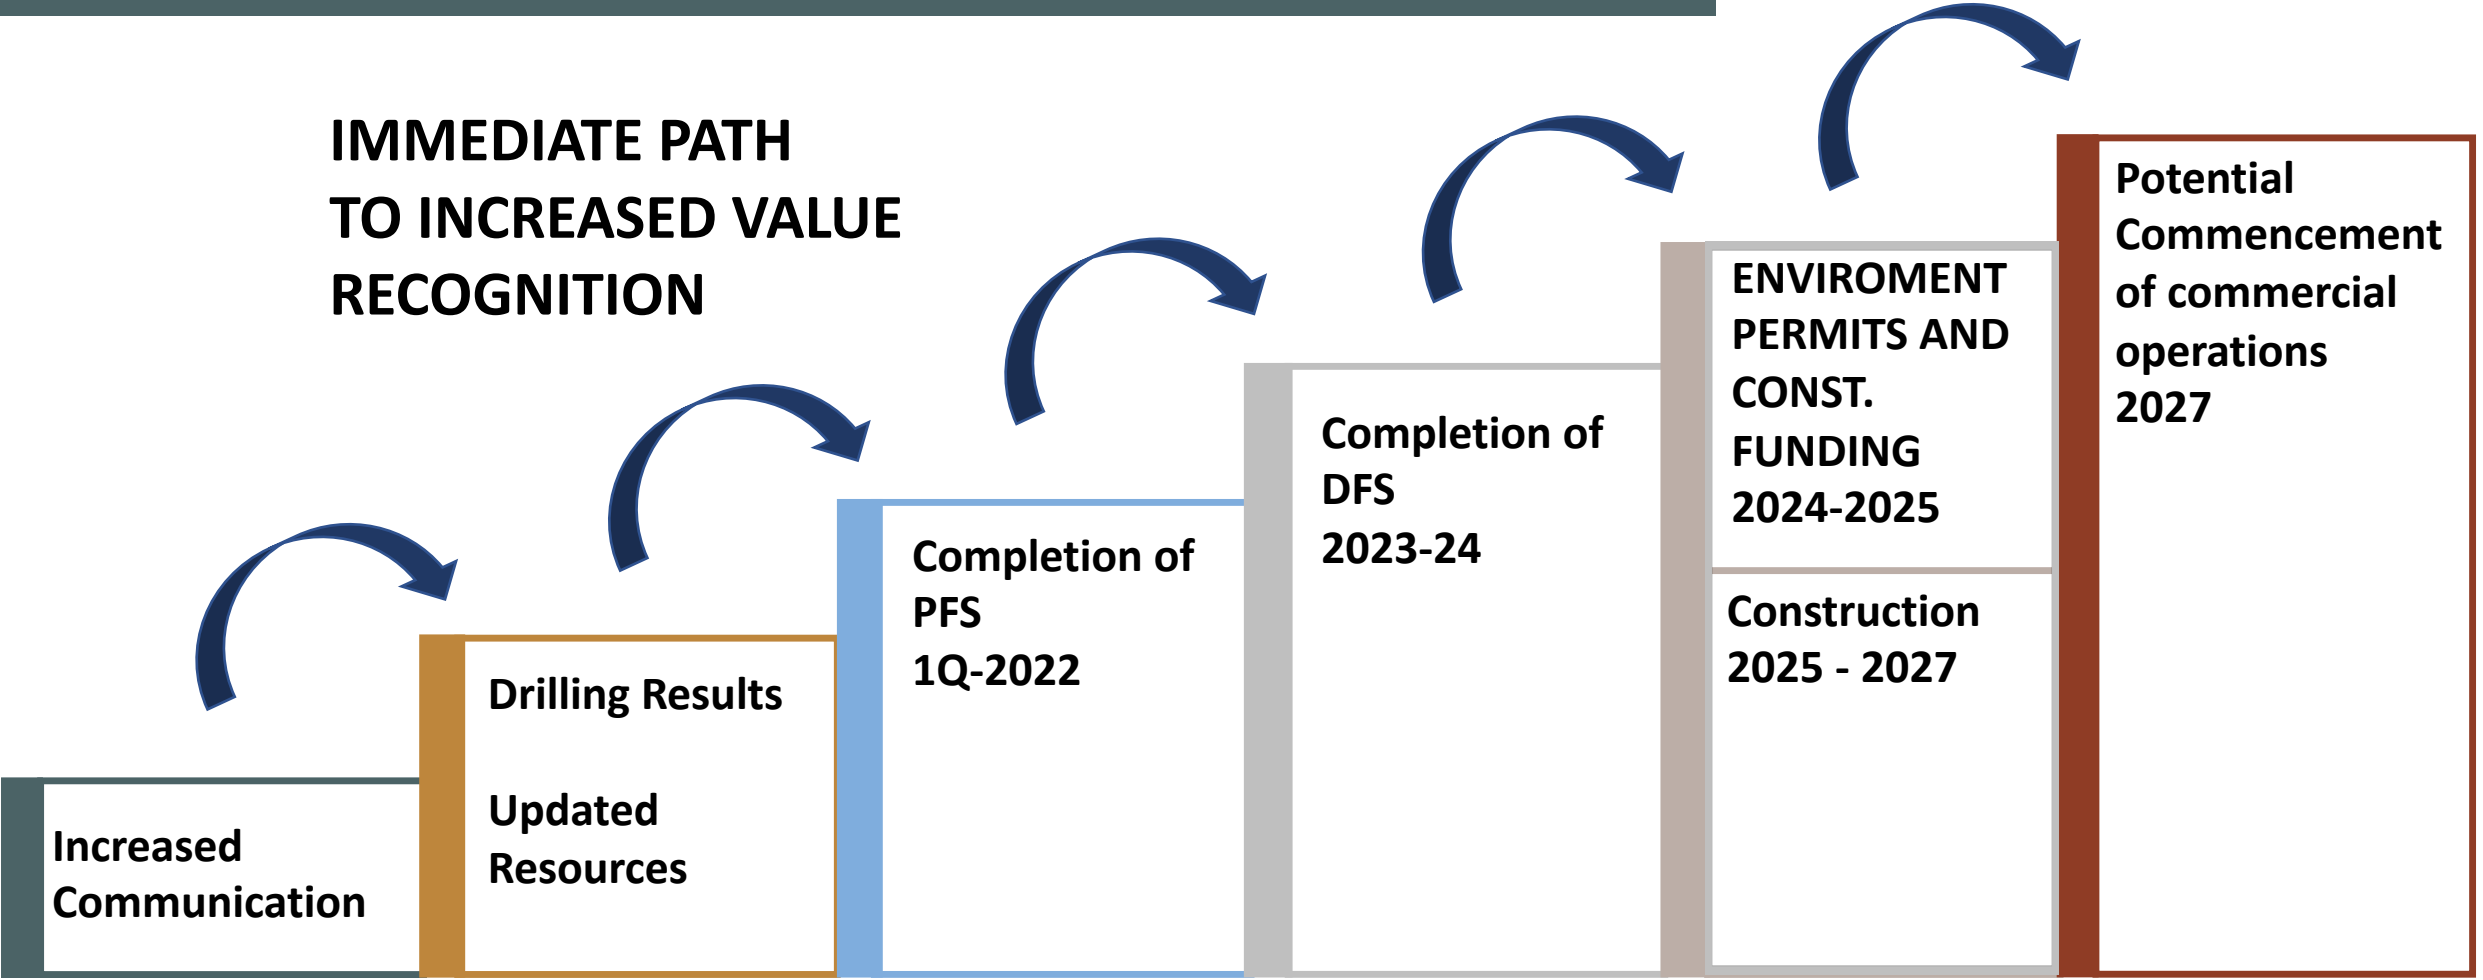 IMMEDIATE PATH
TO INCREASED VALUE
RECOGNITION
Increased
Communication
Drilling Results
Updated
Resources
Completion of
PFS
1Q-2022
Completion of
DFS
2023-24
ENVIROMENT
PERMITS AND
CONST.
FUNDING
2024-2025
Construction
2025 - 2027
Potential
Commencement
of commercial
operations
2027